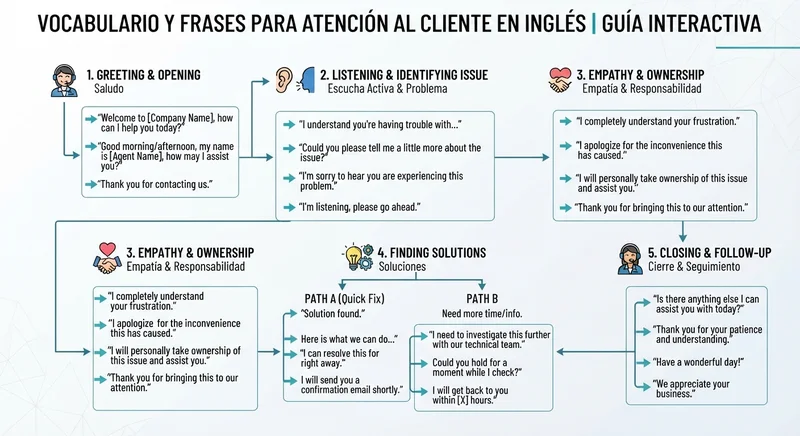 VOCABULARIO Y FRASES PARA ATENCIÓN AL CLIENTE EN INGLÉS | GUÍA INTERACTIVA
1. GREETING & OPENING
Saludo
"Welcome to [Company Name], how
can I help you today?"
"Good morning/afternoon, my name
is [Agent Name], how may I assist
you?"
"Thank you for contacting us."
2. LISTENING & IDENTIFYING ISSUE
Escucha Activa & Problema
"I understand you're having trouble with..."
"Could you please tell me a little more about the
issue?"
"I'm sorry to hear you are experiencing this
problem."
"I'm listening, please go ahead.
3. EMPATHY & OWNERSHIP
Empatía & Responsabilidad
"I completely understand your frustration."
"I apologize for the inconvenience this
has caused."
"I will personally take ownership of this issue
and assist you."
"Thank you for bringing this to our attention."
3. EMPATHY & OWNERSHIP
Empatía & Responsabilidad
"I completely understand
your frustration."
"I apologize for the inconvenience
this has caused."
"I will personally take ownership of
this issue and assist you."
"Thank you for bringing this to our
attention."
4. FINDING SOLUTIONS
Soluciones
PATH A (Quick Fix)
"Solution found."
Here is what we can do..."
"I can resolve this for
right away."
I will send you a
confirmation email shortly."
PATH B
Need more time/info.
"I need to investigate this further
with our technical team."
Could you hold for a
moment while I check?"
I will get back to you
within [X] hours."
5. CLOSING & FOLLOW-UP
Cierre & Seguimiento
"Is there anything else I can
assist you with today?"
"Thank you for your patience
and understanding."
"Have a wonderful day!"
"We appreciate your
business."